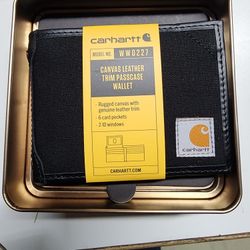 carhartt
MODEL NO. WW0227
CANVAS LEATHER
TRIM PASSCASE
WALLET
- Rugged canvas with
genuine leather trim
- 6 card pockets
- 2 ID windows
CARHARTT.COM
carhartt